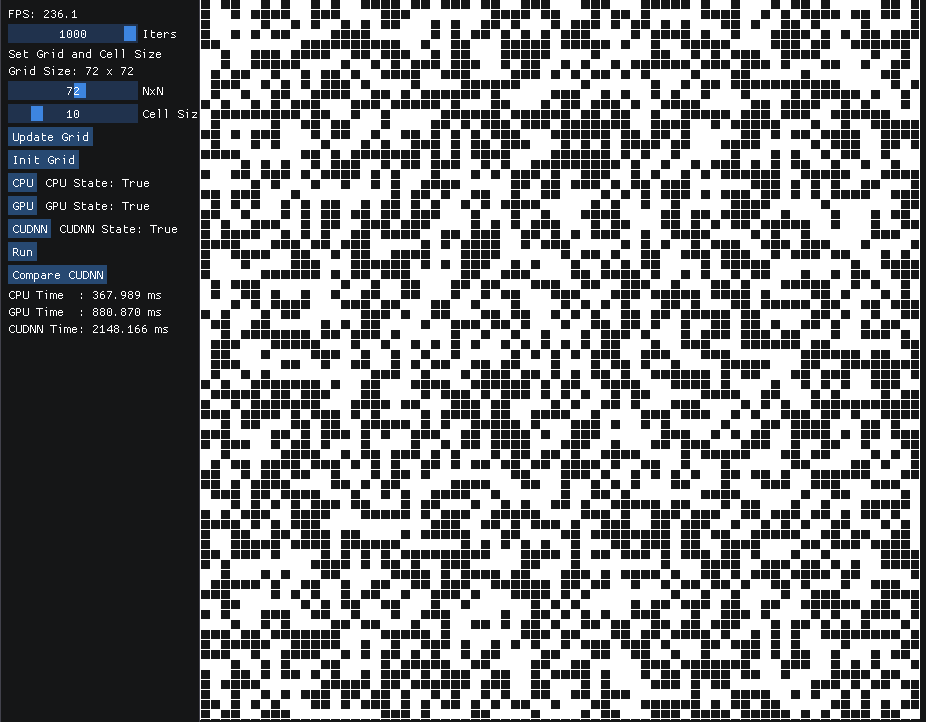 FPS: 236.1
1000 Iters
Set Grid and Cell Size
Grid Size: 72 x 72
72 NxN
10 Cell Siz
Update Grid
Init Grid
CPU CPU State: True
GPU GPU State: True
CUDNN CUDNN State: True
Run
Compare CUDNN
CPU Time : 367.989 ms
GPU Time : 880.870 ms
CUDNN Time: 2148.166 ms